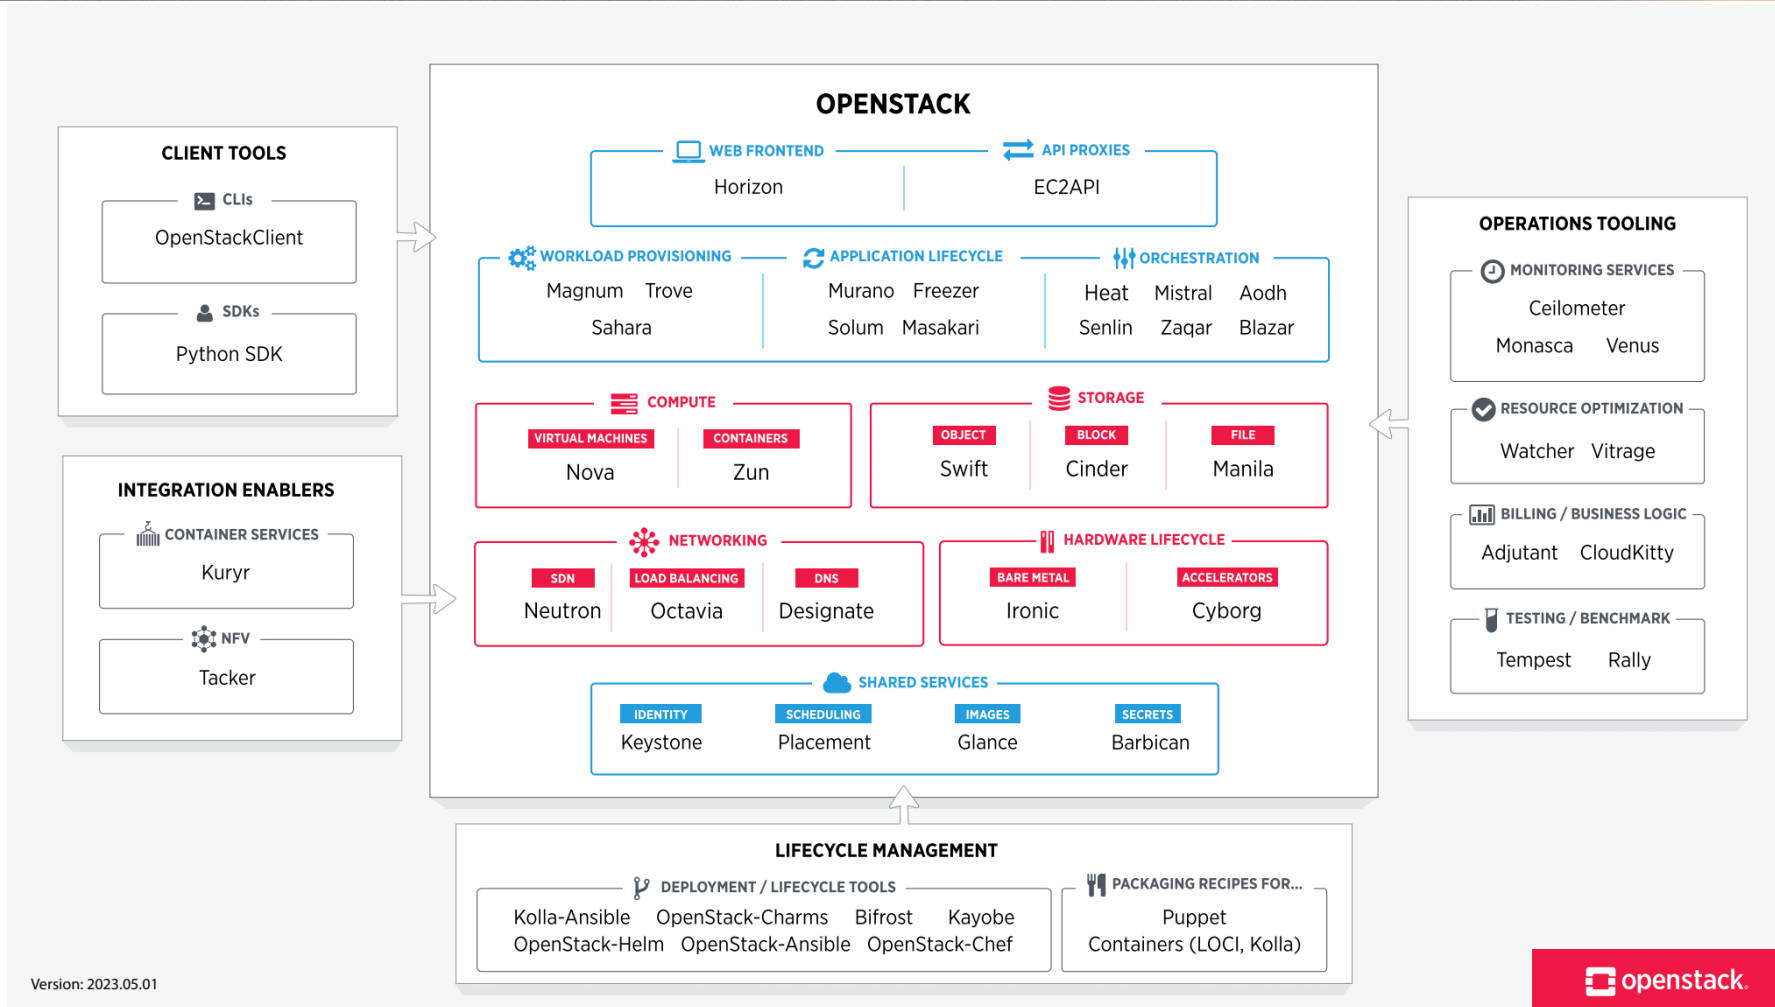 OPENSTACK
WEB FRONTEND
Horizon
API PROXIES
EC2API
WORKLOAD PROVISIONING
Magnum Trove
Sahara
APPLICATION LIFECYCLE
Murano Freezer
Solum Masakari
ORCHESTRATION
Heat Mistral Aodh
Senlin Zaqar Blazar
COMPUTE
VIRTUAL MACHINES
Nova
CONTAINERS
Zun
STORAGE
OBJECT
Swift
BLOCK
Cinder
FILE
Manila
NETWORKING
SDN
Neutron
LOAD BALANCING
Octavia
DNS
Designate
HARDWARE LIFECYCLE
BARE METAL
Ironic
ACCELERATORS
Cyborg
SHARED SERVICES
IDENTITY
Keystone
SCHEDULING
Placement
IMAGES
Glance
SECRETS
Barbican
CLIENT TOOLS
CLIs
OpenStackClient
SDKs
Python SDK
INTEGRATION ENABLERS
CONTAINER SERVICES
Kuryr
NFV
Tacker
OPERATIONS TOOLING
MONITORING SERVICES
Ceilometer
Monasca Venus
RESOURCE OPTIMIZATION
Watcher Vitrage
BILLING / BUSINESS LOGIC
Adjutant CloudKitty
TESTING / BENCHMARK
Tempest Rally
LIFECYCLE MANAGEMENT
DEPLOYMENT / LIFECYCLE TOOLS
Kolla-Ansible OpenStack-Charms Bifrost Kayobe
OpenStack-Helm OpenStack-Ansible OpenStack-Chef
PACKAGING RECIPES FOR...
Puppet
Containers (LOCI, Kolla)
Version: 2023.05.01
openstack.